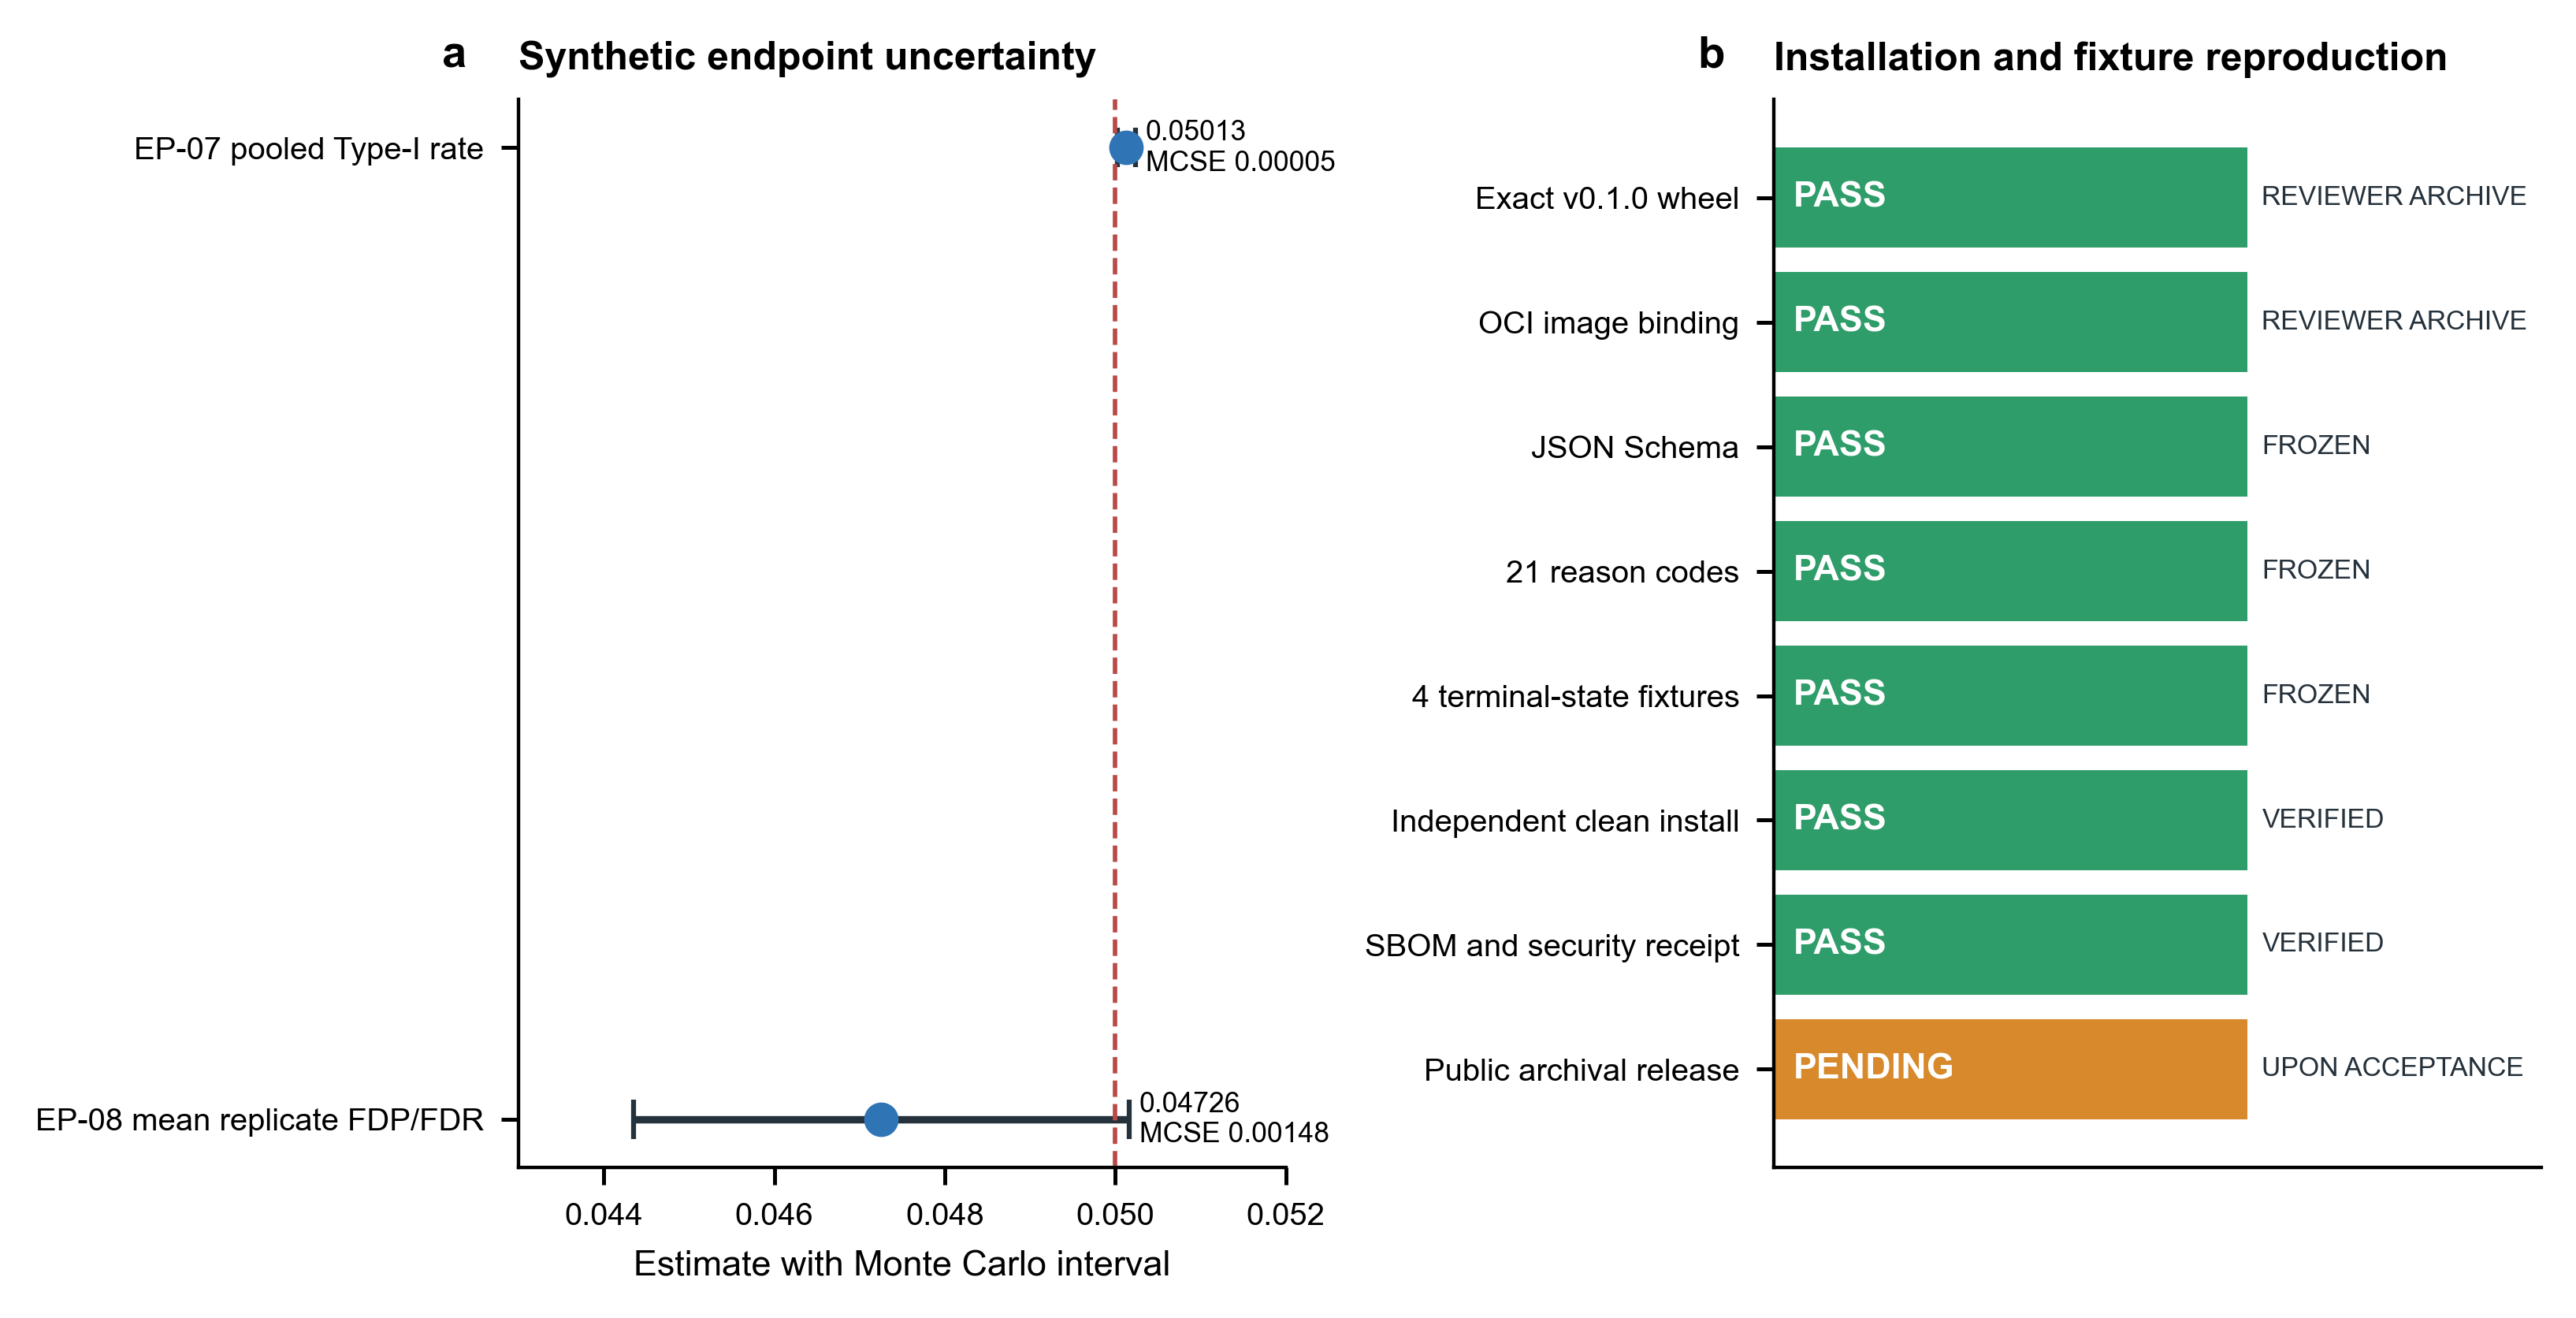 a
Synthetic endpoint uncertainty
EP-07 pooled Type-I rate
0.05013
MCSE 0.00005
EP-08 mean replicate FDP/FDR
0.04726
MCSE 0.00148
0.044
0.046
0.048
0.050
0.052
Estimate with Monte Carlo interval
b
Installation and fixture reproduction
Exact v0.1.0 wheel
PASS
REVIEWER ARCHIVE
OCI image binding
PASS
REVIEWER ARCHIVE
JSON Schema
PASS
FROZEN
21 reason codes
PASS
FROZEN
4 terminal-state fixtures
PASS
FROZEN
Independent clean install
PASS
VERIFIED
SBOM and security receipt
PASS
VERIFIED
Public archival release
PENDING
UPON ACCEPTANCE